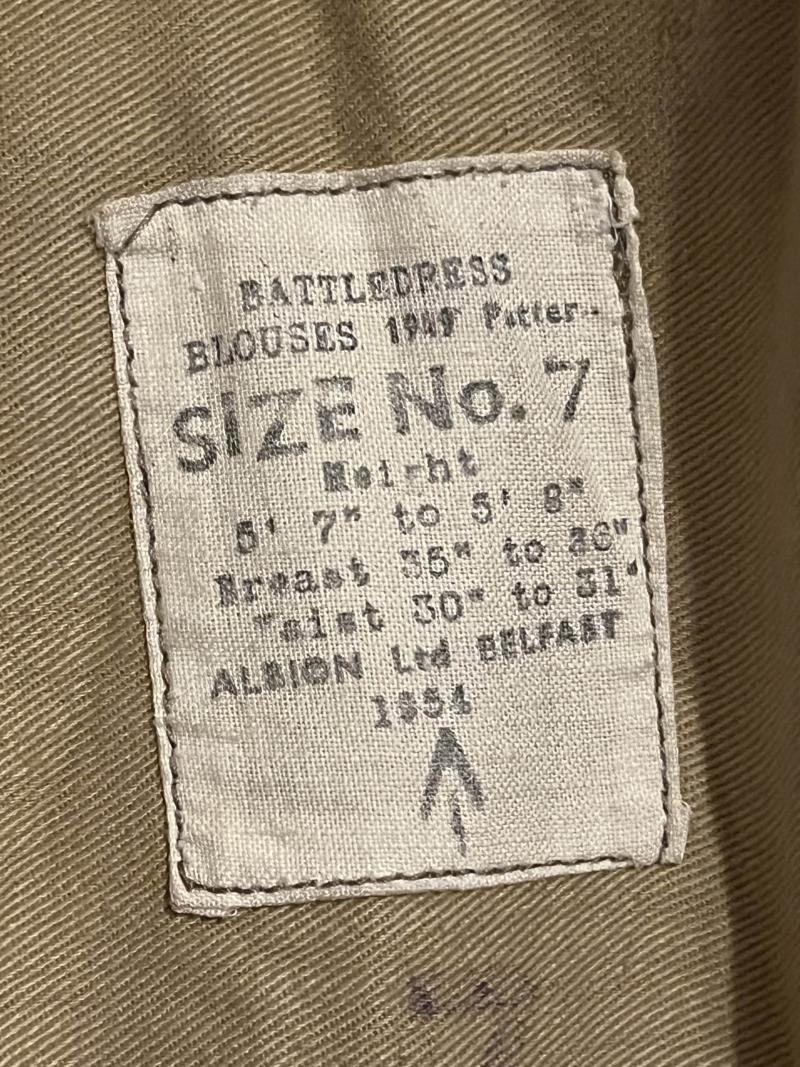 BATTLEDRESS
BLOUSES 1949 Patter
SIZE No. 7
Height
5' 7" to 5' 8"
Breast 35" to 36"
Waist 30" to 31"
ALBION Ltd BELFAST
1954